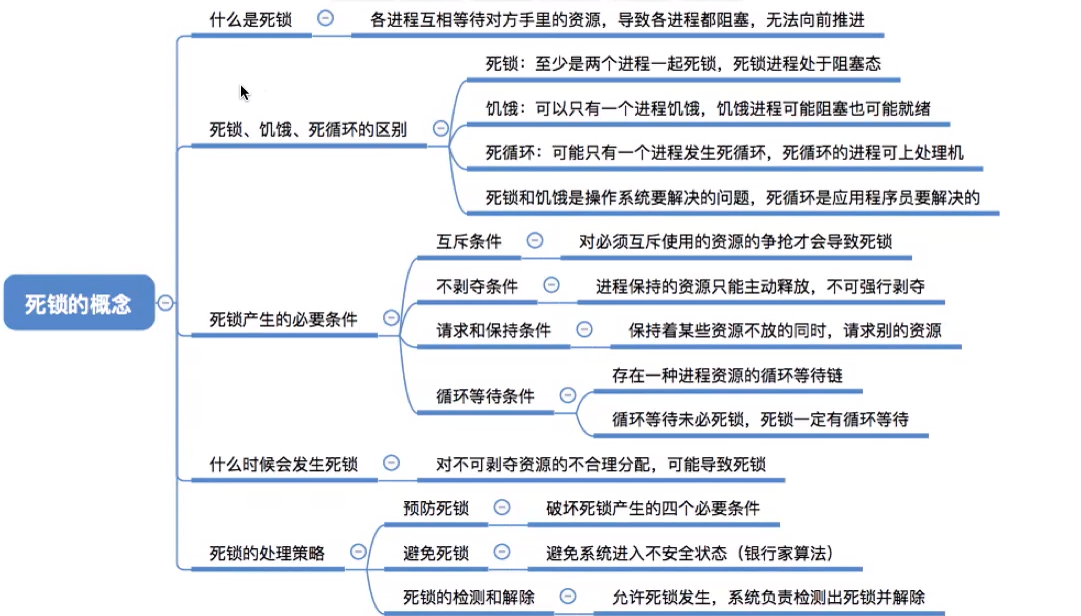 什么是死锁
各进程互相等待对方手里的资源，导致各进程都阻塞，无法向前推进
死锁、饥饿、死循环的区别
死锁：至少是两个进程一起死锁，死锁进程处于阻塞态
饥饿：可以只有一个进程饥饿，饥饿进程可能阻塞也可能就绪
死循环：可能只有一个进程发生死循环，死循环的进程可上处理机
死锁和饥饿是操作系统要解决的问题，死循环是应用程序员要解决的
死锁的概念
死锁产生的必要条件
互斥条件
对必须互斥使用的资源的争抢才会导致死锁
不剥夺条件
进程保持的资源只能主动释放，不可强行剥夺
请求和保持条件
保持着某些资源不放的同时，请求别的资源
循环等待条件
存在一种进程资源的循环等待链
循环等待未必死锁，死锁一定有循环等待
什么时候会发生死锁
对不可剥夺资源的不合理分配，可能导致死锁
死锁的处理策略
预防死锁
破坏死锁产生的四个必要条件
避免死锁
避免系统进入不安全状态（银行家算法）
死锁的检测和解除
允许死锁发生，系统负责检测出死锁并解除